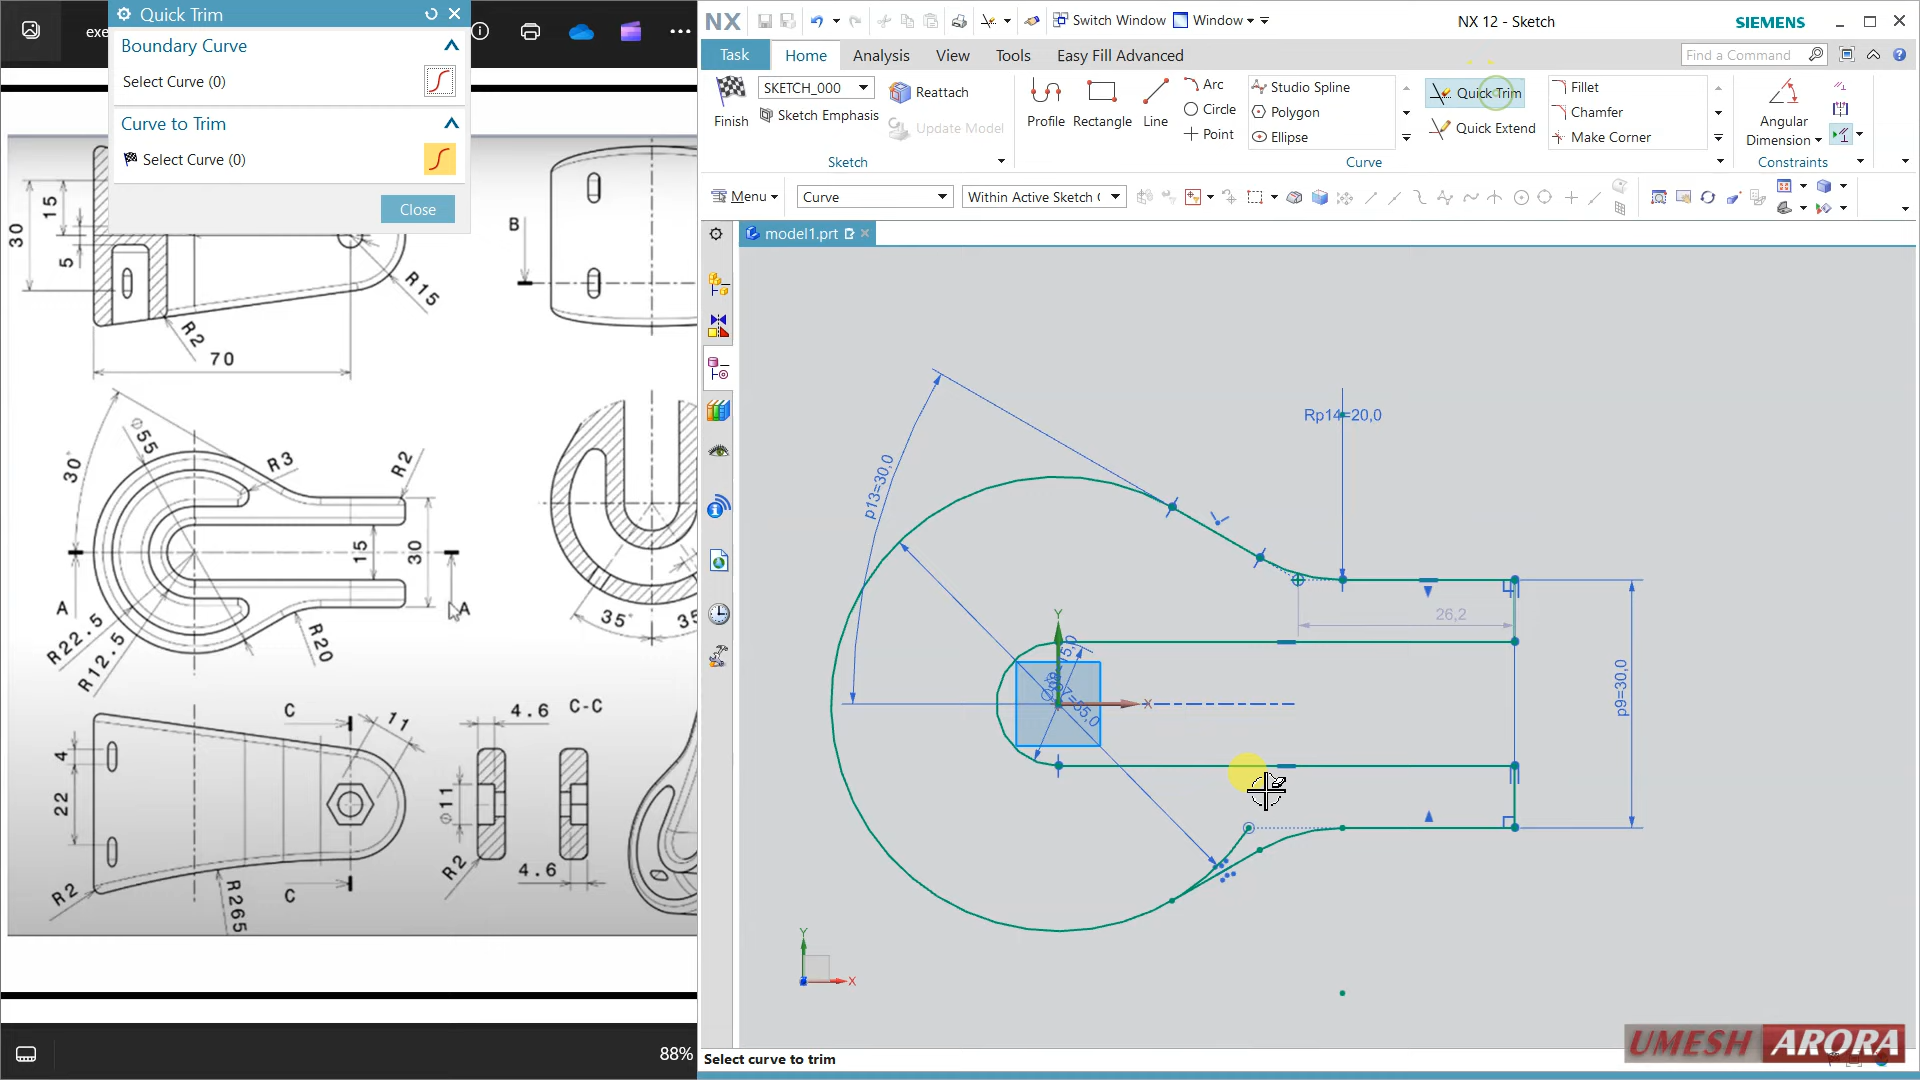 Quick Trim
Boundary Curve
Select Curve (0)
Curve to Trim
Select Curve (0)
Close
exe
NX
Switch Window
Window
NX 12 - Sketch
SIEMENS
Task
Home
Analysis
View
Tools
Easy Fill Advanced
Find a Command
Finish
SKETCH_000
Reattach
Sketch Emphasis
Update Model
Sketch
Profile
Rectangle
Line
Arc
Circle
Point
Studio Spline
Polygon
Ellipse
Quick Trim
Quick Extend
Fillet
Chamfer
Make Corner
Curve
Angular
Dimension
Constraints
Menu
Curve
Within Active Sketch
model1.prt
30
15
5
R15
R2
70
B
30°
Ø55
R3
R2
15
30
A
A
R22.5
R12.5
R20
35°
35
C
11
4.6
C-C
4
22
Ø11
R2
4.6
R2
R265
C
Rp14=20,0
p13=30,0
26,2
p9=30,0
Y
X
Y
X
88%
Select curve to trim
UMESH ARORA